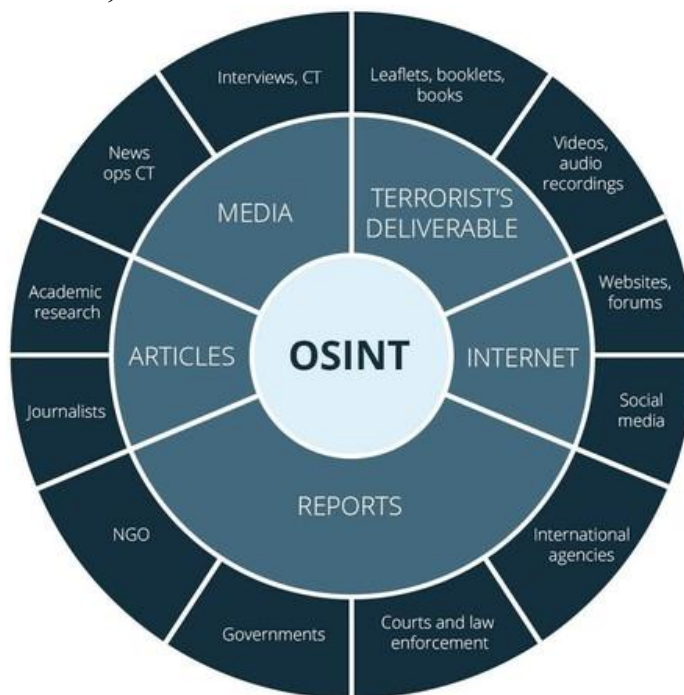 Interviews, CT
Leaflets, booklets,
books
News
ops CT
Videos,
audio
recordings
MEDIA
TERRORIST'S
DELIVERABLE
Academic
research
Websites,
forums
ARTICLES
OSINT
INTERNET
Journalists
Social
media
REPORTS
NGO
International
agencies
Governments
Courts and law
enforcement